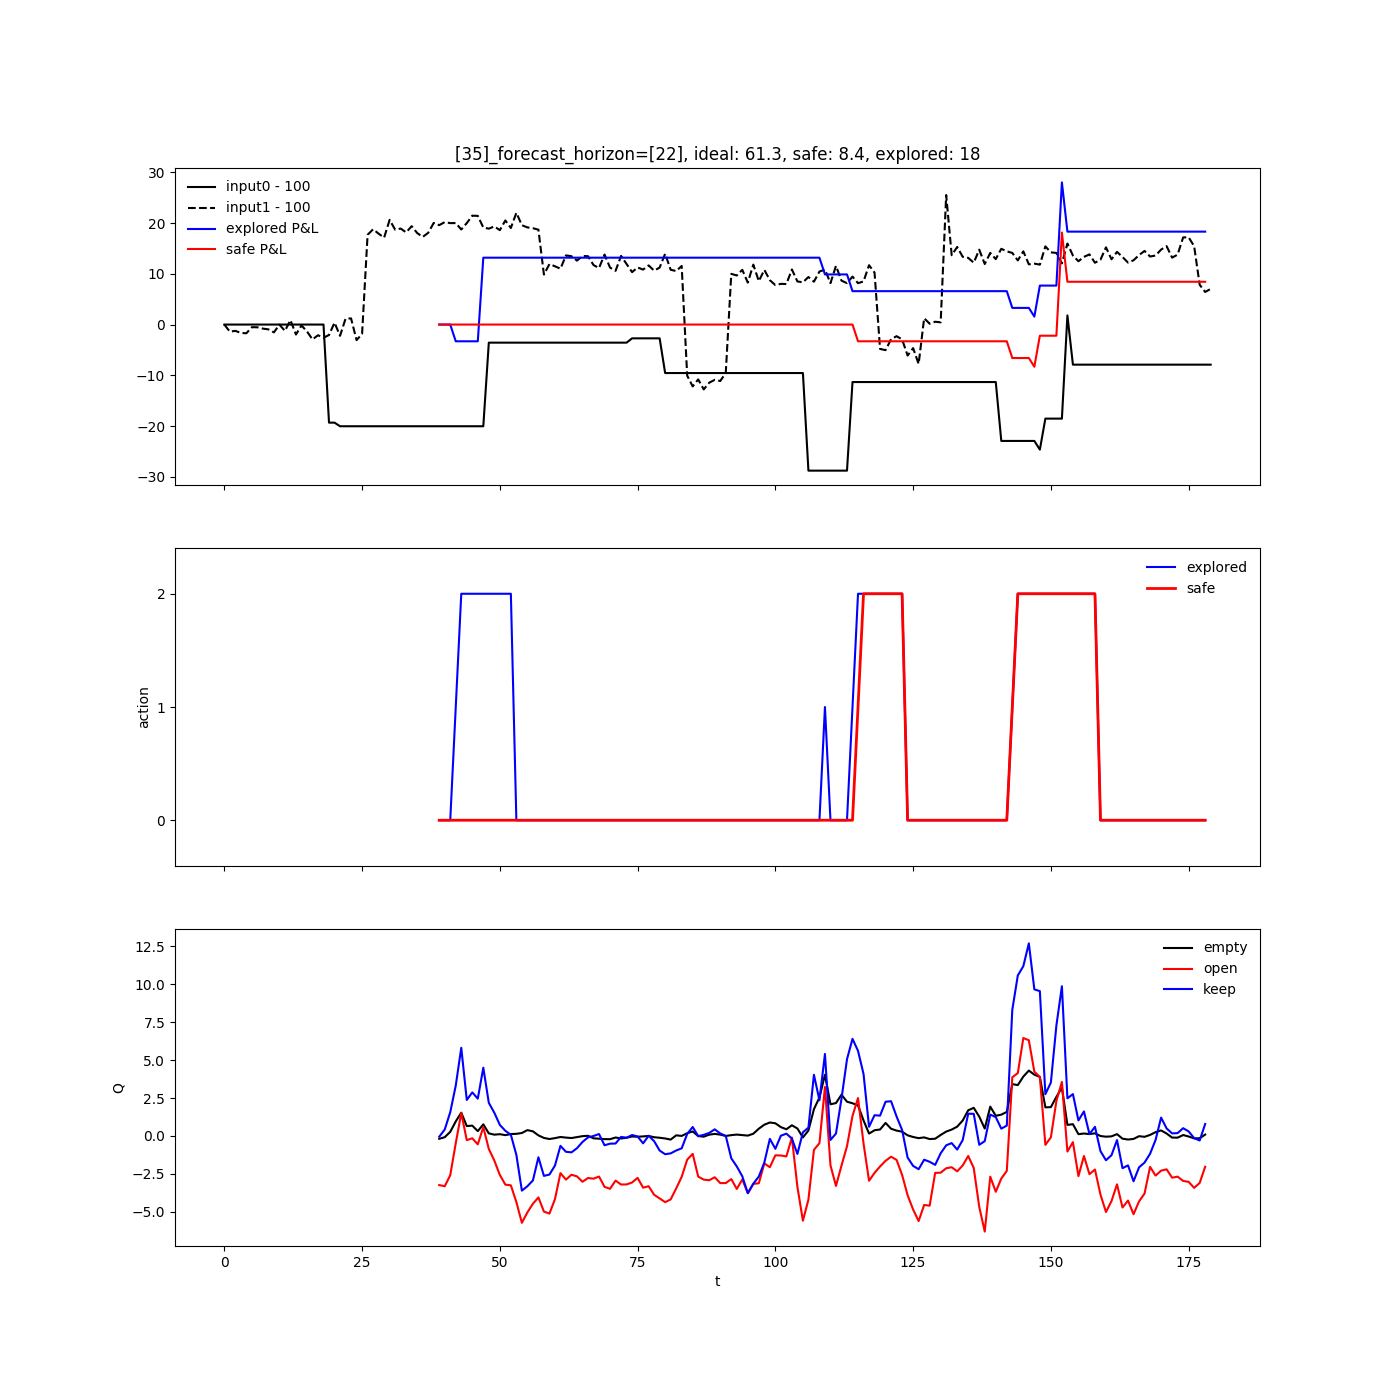 [35]_forecast_horizon=[22], ideal: 61.3, safe: 8.4, explored: 18
30
20
10
0
−10
−20
−30
input0 - 100
input1 - 100
explored P&L
safe P&L
2
1
0
action
explored
safe
12.5
10.0
7.5
5.0
2.5
0.0
−2.5
−5.0
Q
empty
open
keep
0 25 50 75 100 125 150 175
t